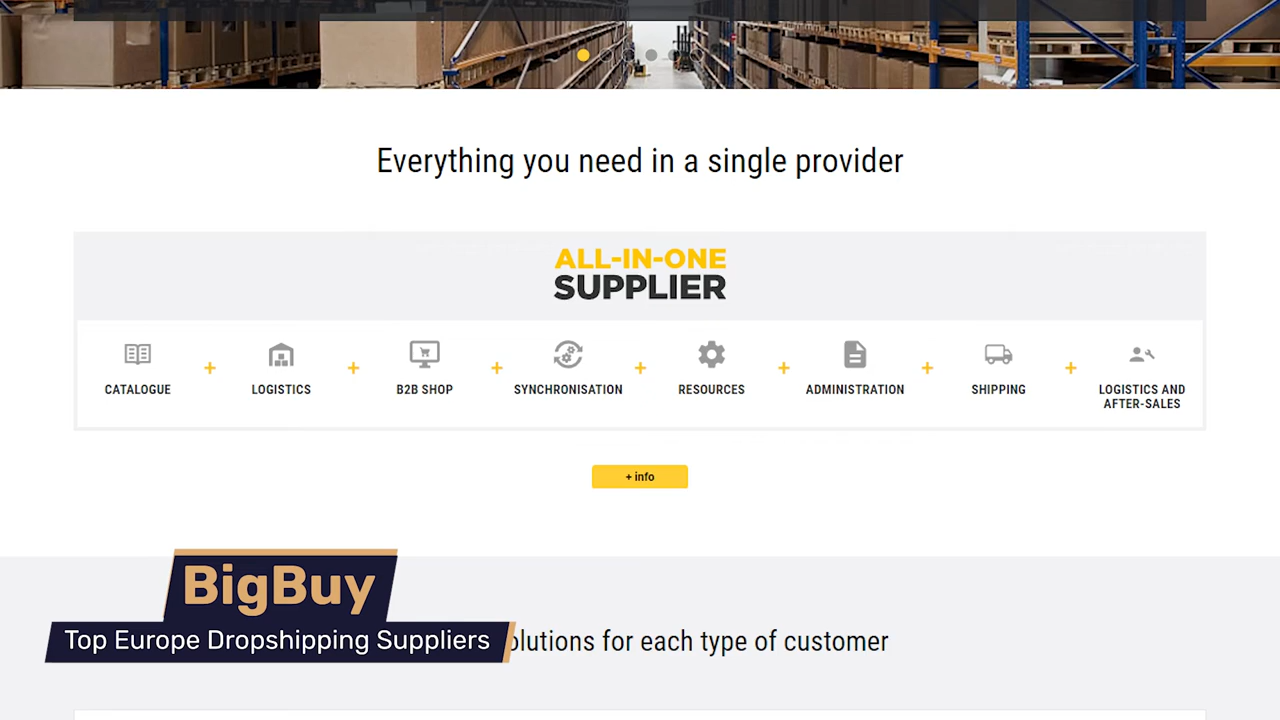 Everything you need in a single provider
ALL-IN-ONE
SUPPLIER
CATALOGUE + LOGISTICS + B2B SHOP + SYNCHRONISATION + RESOURCES + ADMINISTRATION + SHIPPING + LOGISTICS AND AFTER-SALES
+ info
BigBuy
Top Europe Dropshipping Suppliers
olutions for each type of customer